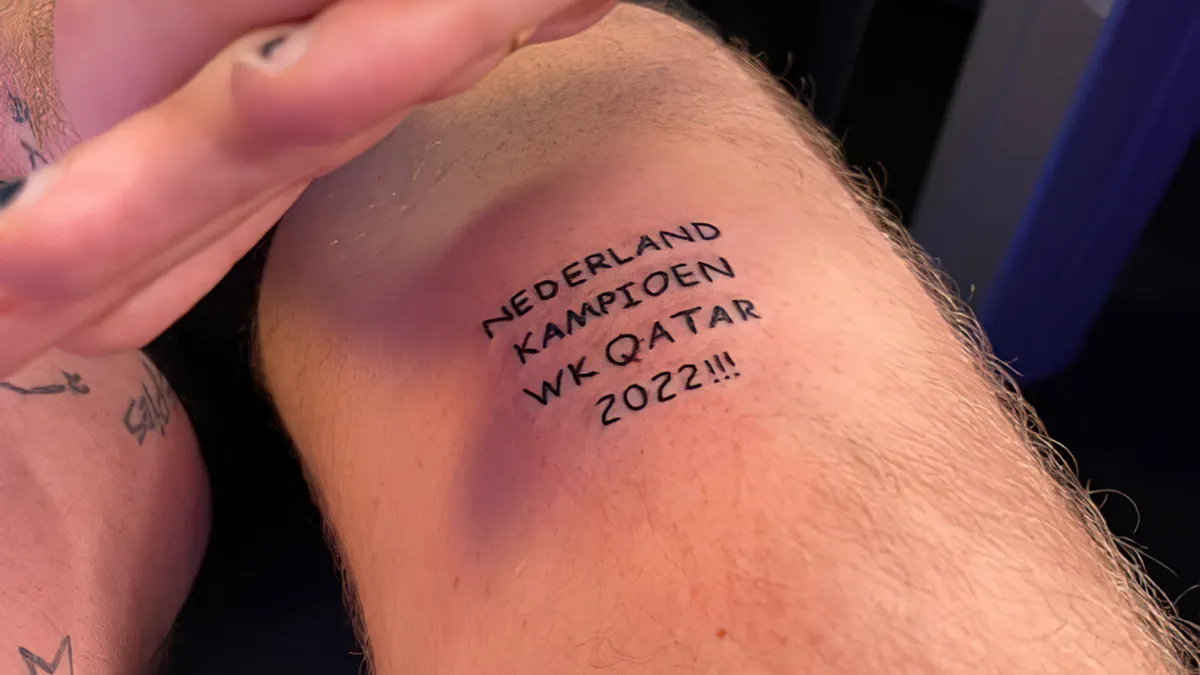 NEDERLAND
KAMPIOEN
WK QATAR
2022!!!